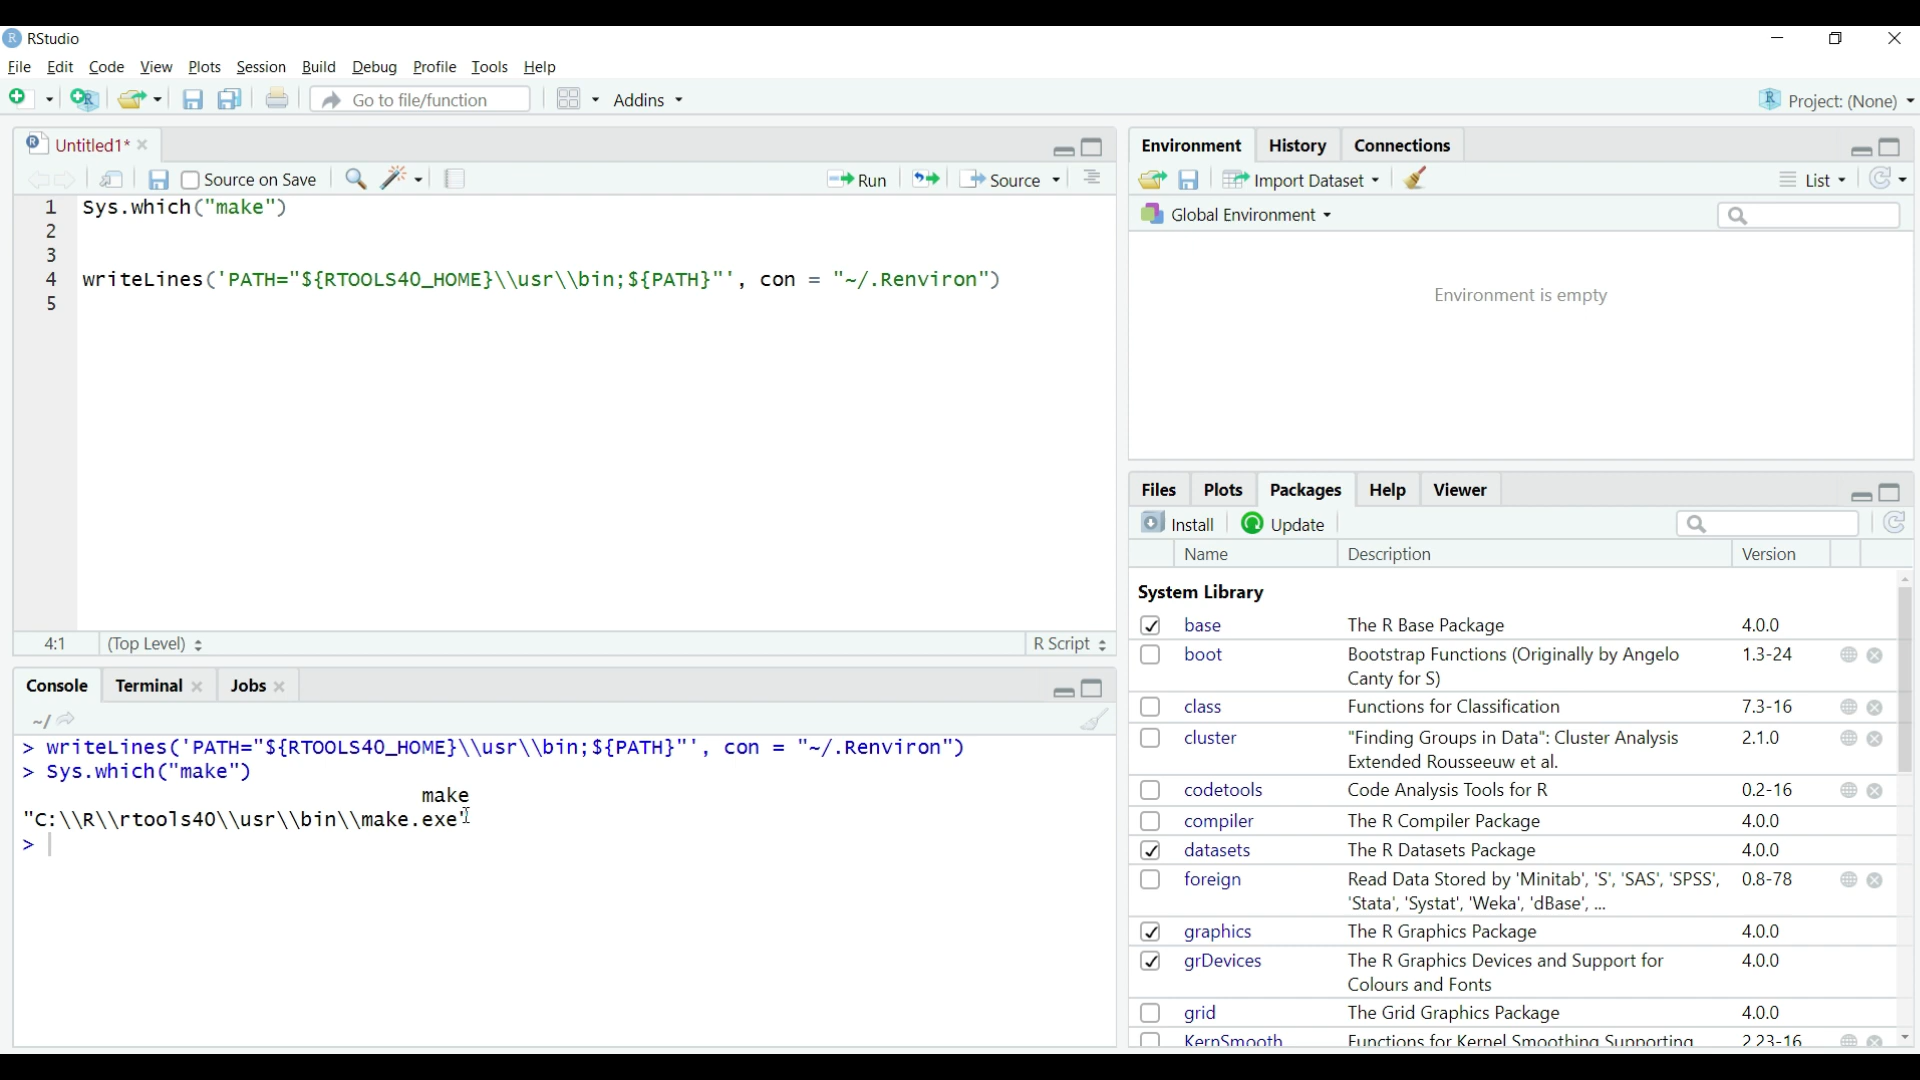 RStudio
File Edit Code View Plots Session Build Debug Profile Tools Help
Go to file/function Addins Project: (None)
Untitled1*
Source on Save Run Source
1 Sys.which("make")
2
3
4 writeLines('PATH="${RTOOLS40_HOME}\\usr\\bin;${PATH}"', con = "~/.Renviron")
5
4:1 (Top Level) R Script
Console Terminal Jobs
~/
> writeLines('PATH="${RTOOLS40_HOME}\\usr\\bin;${PATH}"', con = "~/.Renviron")
> Sys.which("make")
make
"C:\\R\\rtools40\\usr\\bin\\make.exe"
>
Environment History Connections
Import Dataset List
Global Environment
Environment is empty
Files Plots Packages Help Viewer
Install Update
Name Description Version
System Library
base The R Base Package 4.0.0
boot Bootstrap Functions (Originally by Angelo 1.3-24
Canty for S)
class Functions for Classification 7.3-16
cluster "Finding Groups in Data": Cluster Analysis 2.1.0
Extended Rousseeuw et al.
codetools Code Analysis Tools for R 0.2-16
compiler The R Compiler Package 4.0.0
datasets The R Datasets Package 4.0.0
foreign Read Data Stored by 'Minitab', 'S', 'SAS', 'SPSS', 0.8-78
'Stata', 'Systat', 'Weka', 'dBase', ...
graphics The R Graphics Package 4.0.0
grDevices The R Graphics Devices and Support for 4.0.0
Colours and Fonts
grid The Grid Graphics Package 4.0.0
KernSmooth Functions for Kernel Smoothing Supporting 2.23-16